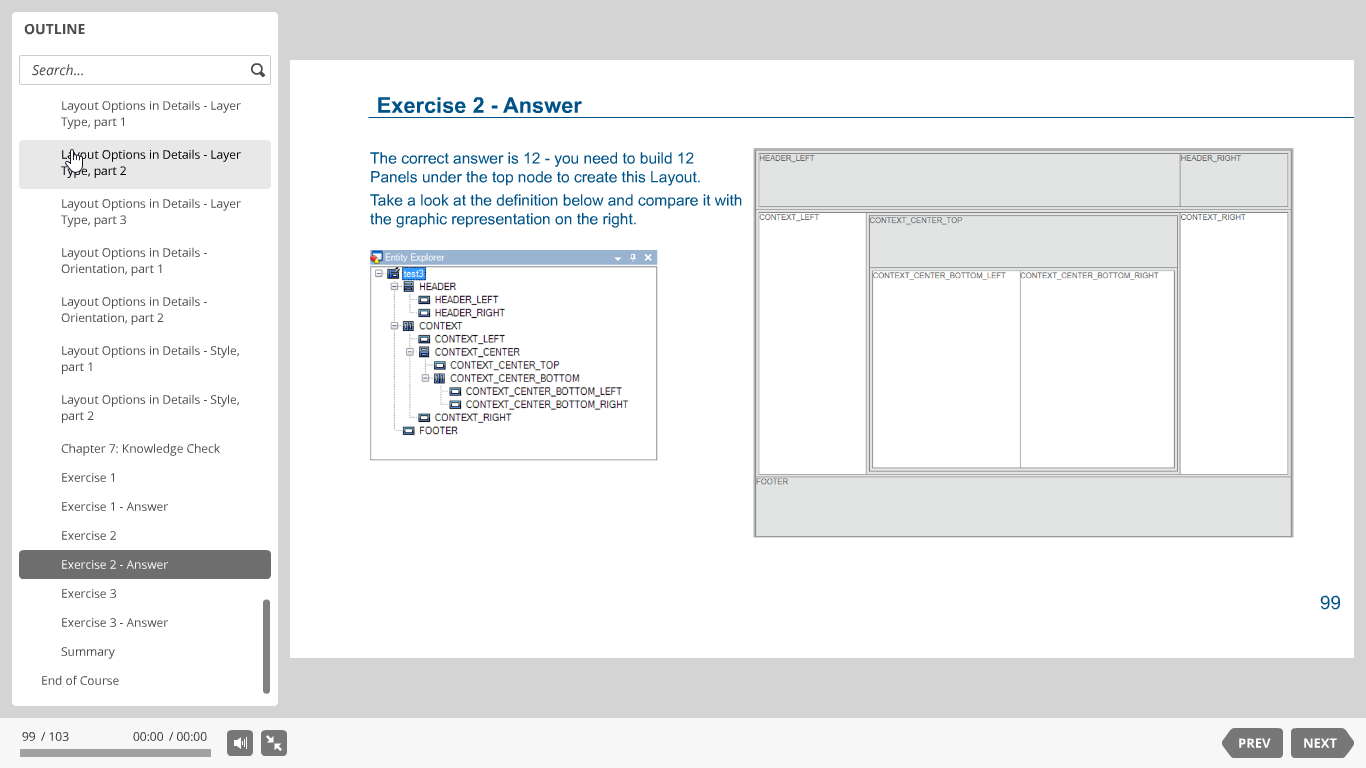 OUTLINE
Search...
Layout Options in Details - Layer
Type, part 1
Layout Options in Details - Layer
Type, part 2
Layout Options in Details - Layer
Type, part 3
Layout Options in Details -
Orientation, part 1
Layout Options in Details -
Orientation, part 2
Layout Options in Details - Style,
part 1
Layout Options in Details - Style,
part 2
Chapter 7: Knowledge Check
Exercise 1
Exercise 1 - Answer
Exercise 2
Exercise 2 - Answer
Exercise 3
Exercise 3 - Answer
Summary
End of Course
Exercise 2 - Answer
The correct answer is 12 - you need to build 12
Panels under the top node to create this Layout.
Take a look at the definition below and compare it with
the graphic representation on the right.
Entity Explorer
test3
HEADER
HEADER_LEFT
HEADER_RIGHT
CONTEXT
CONTEXT_LEFT
CONTEXT_CENTER
CONTEXT_CENTER_TOP
CONTEXT_CENTER_BOTTOM
CONTEXT_CENTER_BOTTOM_LEFT
CONTEXT_CENTER_BOTTOM_RIGHT
CONTEXT_RIGHT
FOOTER
HEADER_LEFT HEADER_RIGHT
CONTEXT_LEFT CONTEXT_CENTER_TOP CONTEXT_RIGHT
CONTEXT_CENTER_BOTTOM_LEFT CONTEXT_CENTER_BOTTOM_RIGHT
FOOTER
99
99 / 103 00:00 / 00:00
PREV NEXT